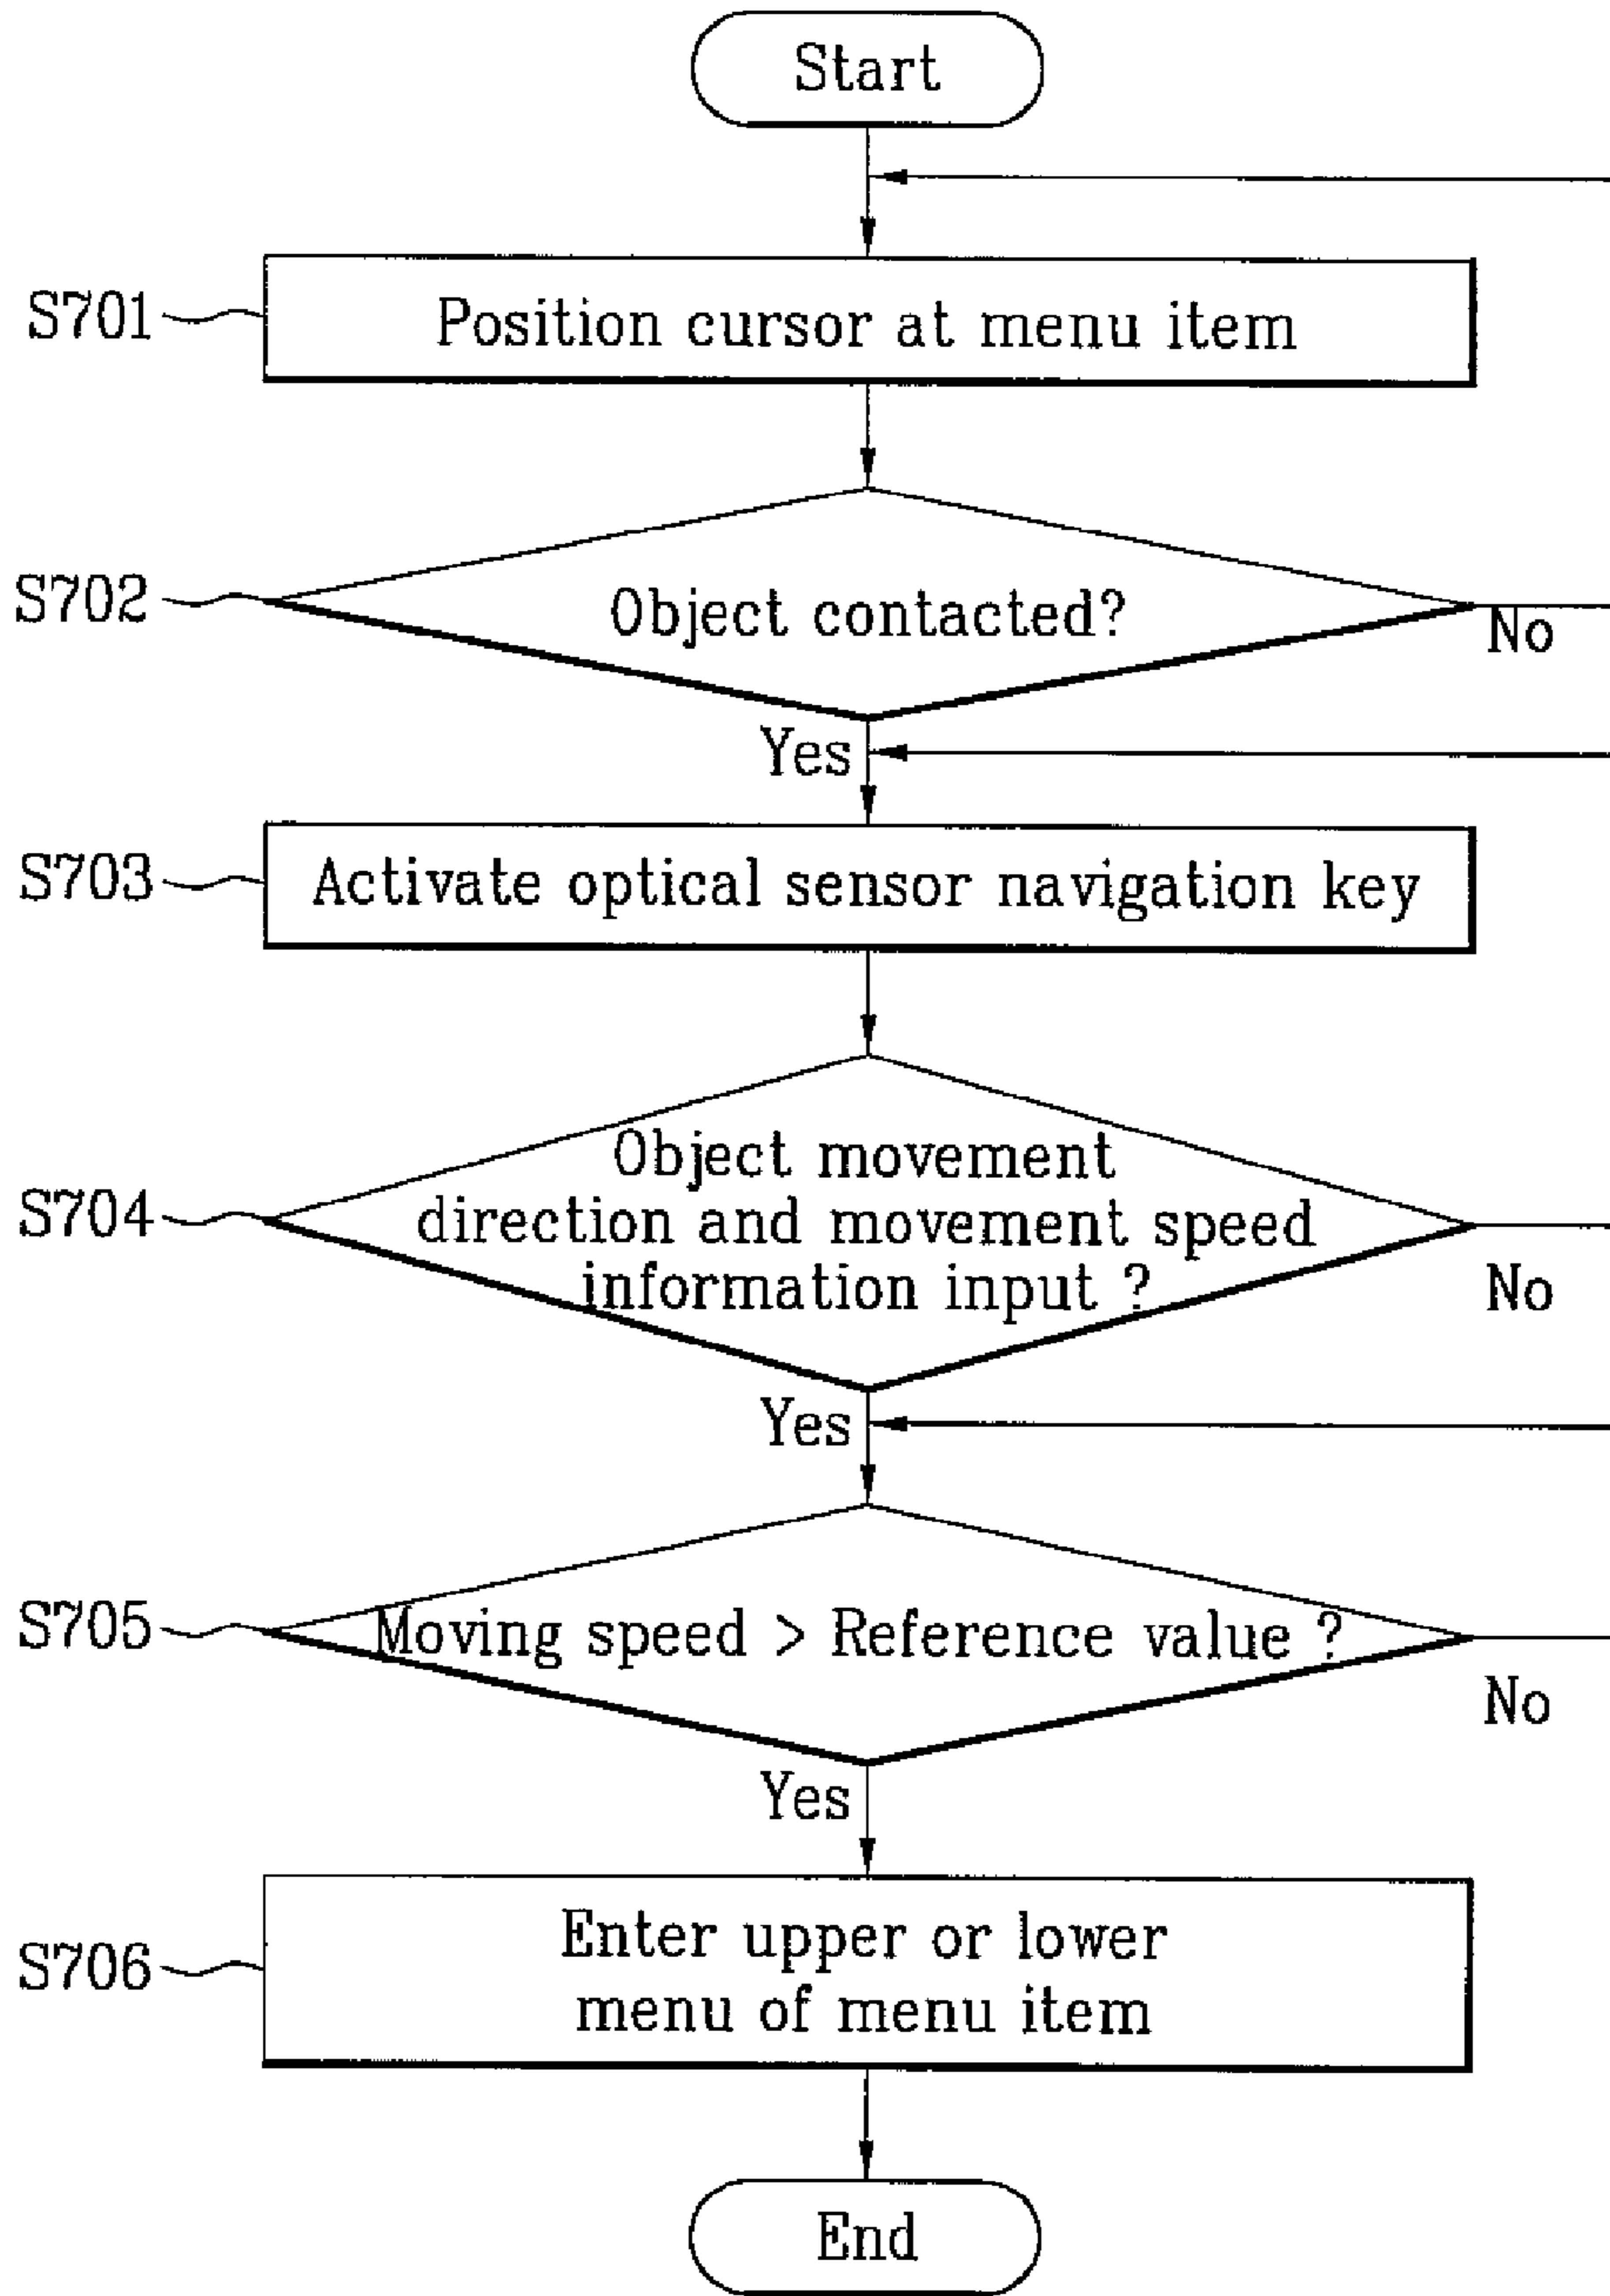 Start
S701
Position cursor at menu item
S702
Object contacted?
No
Yes
S703
Activate optical sensor navigation key
S704
Object movement
direction and movement speed
information input ?
No
Yes
S705
Moving speed > Reference value ?
No
Yes
S706
Enter upper or lower
menu of menu item
End